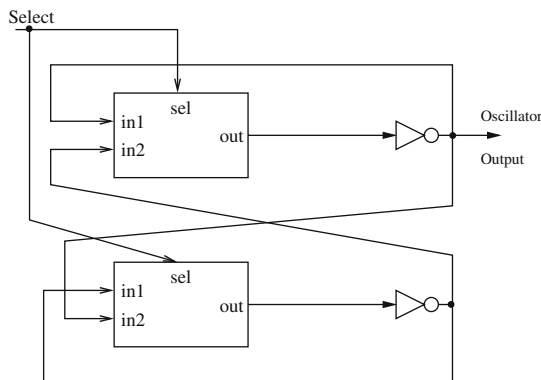 Select
sel
in1
in2
out
Oscillator
Output
sel
in1
in2
out